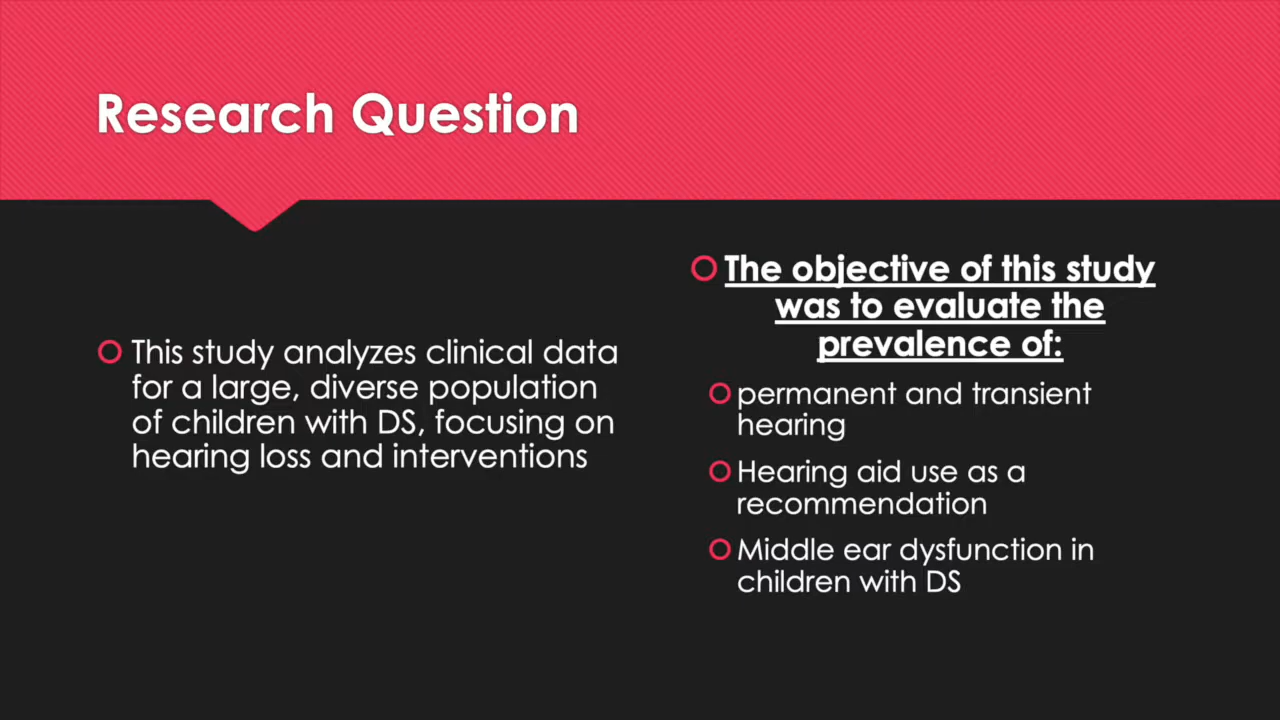 Research Question
This study analyzes clinical data
for a large, diverse population
of children with DS, focusing on
hearing loss and interventions
The objective of this study
was to evaluate the
prevalence of:
permanent and transient
hearing
Hearing aid use as a
recommendation
Middle ear dysfunction in
children with DS